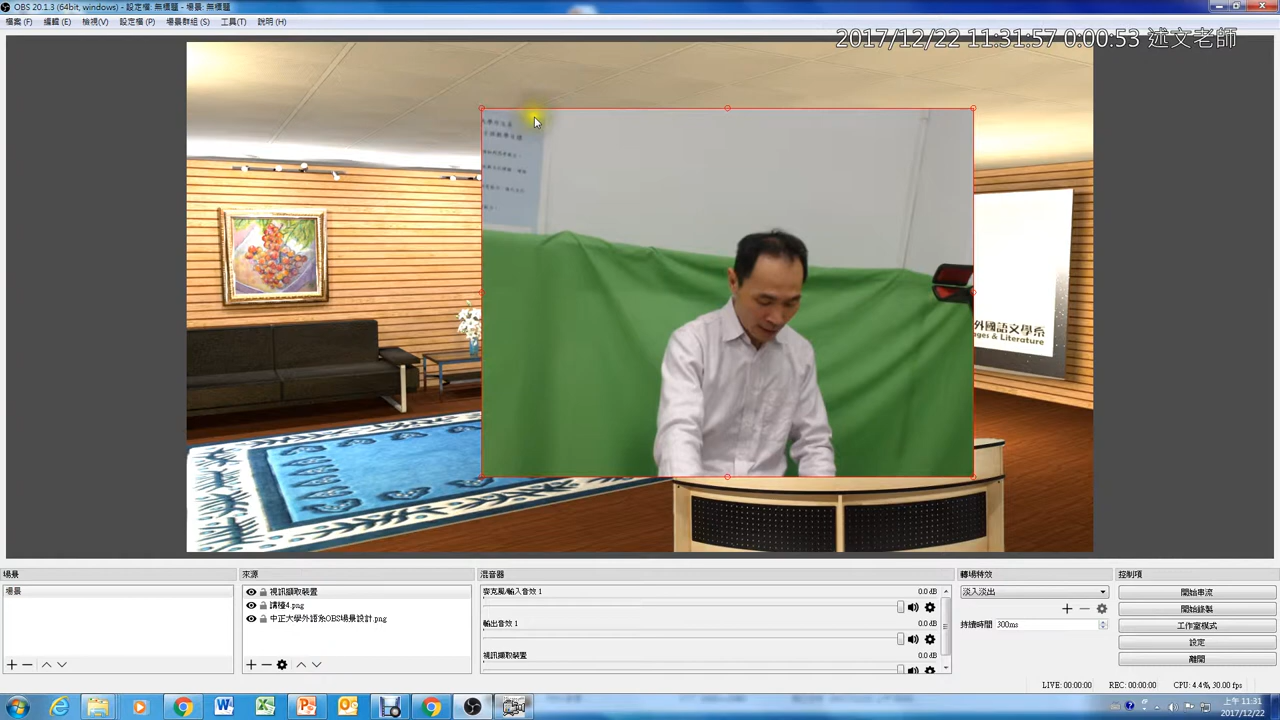 OBS 20.1.3 (64bit, windows) - 設定檔: 無標題 - 場景: 無標題
檔案 (F) 編輯 (E) 檢視(V) 設定檔 (P) 場景群組 (S) 工具(T) 說明 (H)
2017/12/22 11:31:57 0:00:53 述文老師
外國語文學系
ages & Literature
場景
場景
來源
視訊擷取裝置
講檯4.png
中正大學外語系OBS場景設計.png
混音器
麥克風/輸入音效 1 0.0 dB
輸出音效 1 0.0 dB
視訊擷取裝置 0.0 dB
轉場特效
淡入淡出
持續時間 300ms
控制項
開始串流
開始錄製
工作室模式
設定
離開
LIVE: 00:00:00 REC: 00:00:00 CPU: 4.4%, 30.00 fps
上午 11:31
2017/12/22